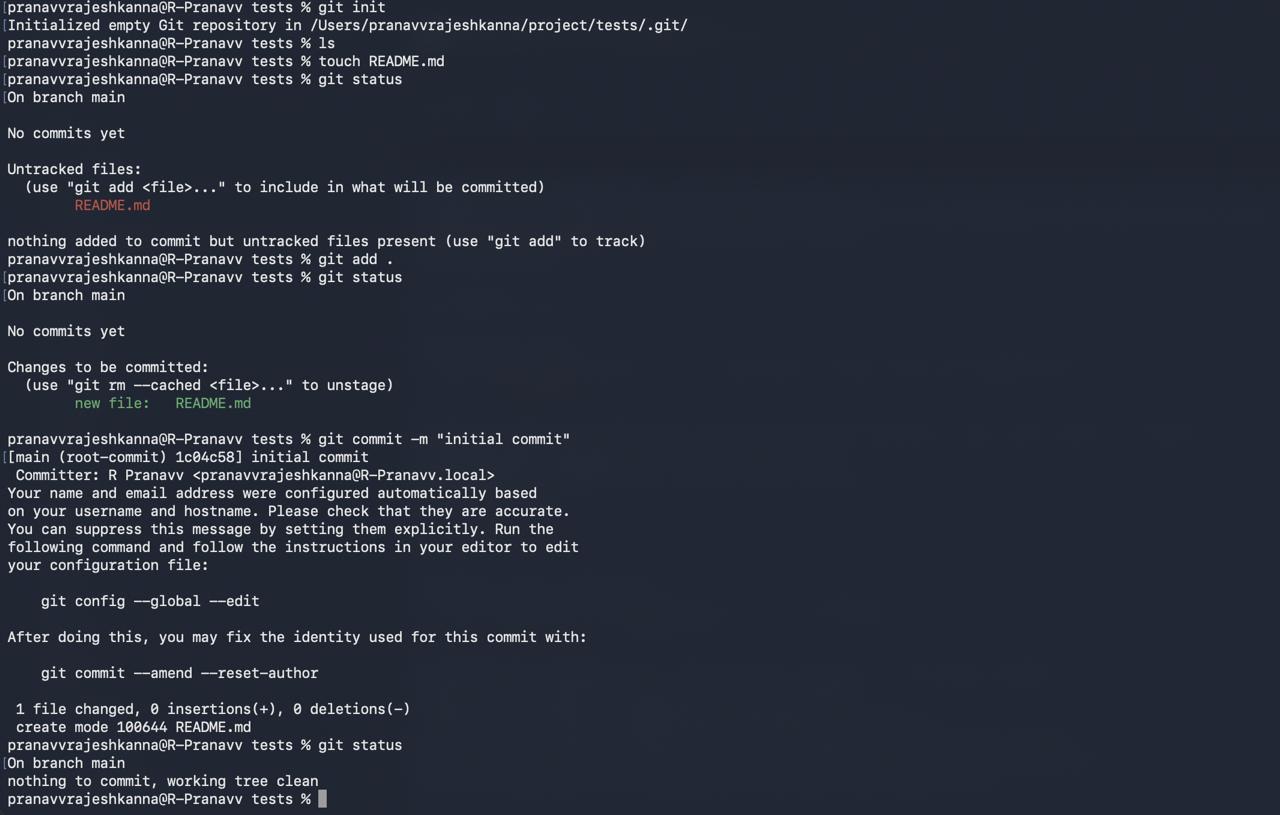 [pranavvrajeshkanna@R-Pranavv tests % git init
[Initialized empty Git repository in /Users/pranavvrajeshkanna/project/tests/.git/
pranavvrajeshkanna@R-Pranavv tests % ls
[pranavvrajeshkanna@R-Pranavv tests % touch README.md
[pranavvrajeshkanna@R-Pranavv tests % git status
[On branch main
No commits yet
Untracked files:
(use "git add <file>..." to include in what will be committed)
README.md
nothing added to commit but untracked files present (use "git add" to track)
pranavvrajeshkanna@R-Pranavv tests % git add .
[pranavvrajeshkanna@R-Pranavv tests % git status
[On branch main
No commits yet
Changes to be committed:
(use "git rm --cached <file>..." to unstage)
new file:   README.md
pranavvrajeshkanna@R-Pranavv tests % git commit -m "initial commit"
[[main (root-commit) 1c04c58] initial commit
Committer: R Pranavv <pranavvrajeshkanna@R-Pranavv.local>
Your name and email address were configured automatically based
on your username and hostname. Please check that they are accurate.
You can suppress this message by setting them explicitly. Run the
following command and follow the instructions in your editor to edit
your configuration file:
git config --global --edit
After doing this, you may fix the identity used for this commit with:
git commit --amend --reset-author
1 file changed, 0 insertions(+), 0 deletions(-)
create mode 100644 README.md
pranavvrajeshkanna@R-Pranavv tests % git status
[On branch main
nothing to commit, working tree clean
pranavvrajeshkanna@R-Pranavv tests %